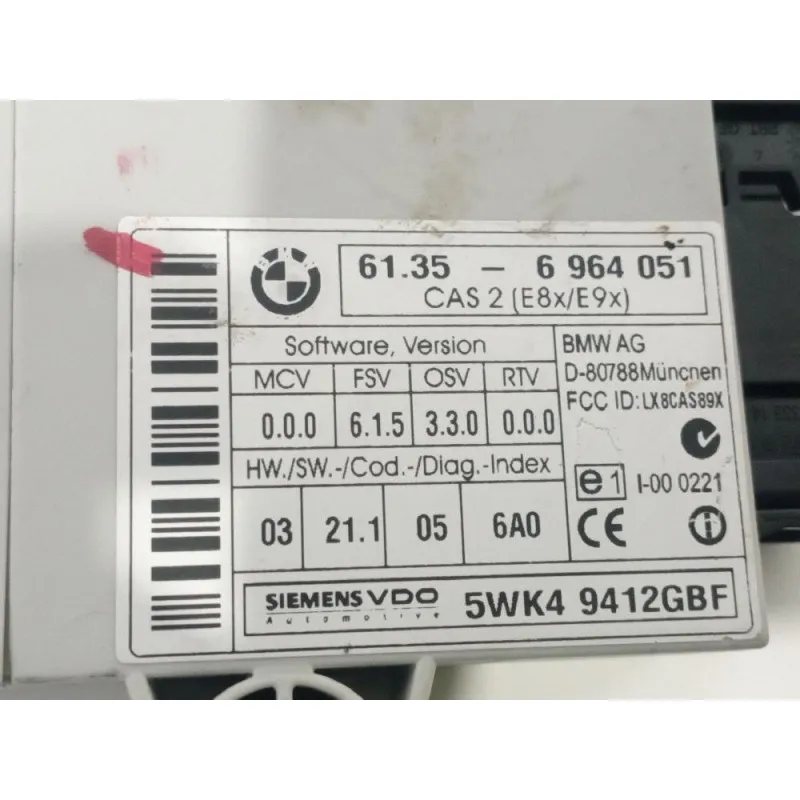 BMW
61.35 - 6 964 051
CAS 2 (E8x/E9x)
Software, Version
MCV FSV OSV RTV
0.0.0 6.1.5 3.3.0 0.0.0
HW./SW.-/Cod.-/Diag.-Index
03 21.1 05 6A0
BMW AG
D-80788München
FCC ID: LX8CAS89X
e1 I-00 0221
CE
SIEMENS VDO
Automotive
5WK4 9412GBF